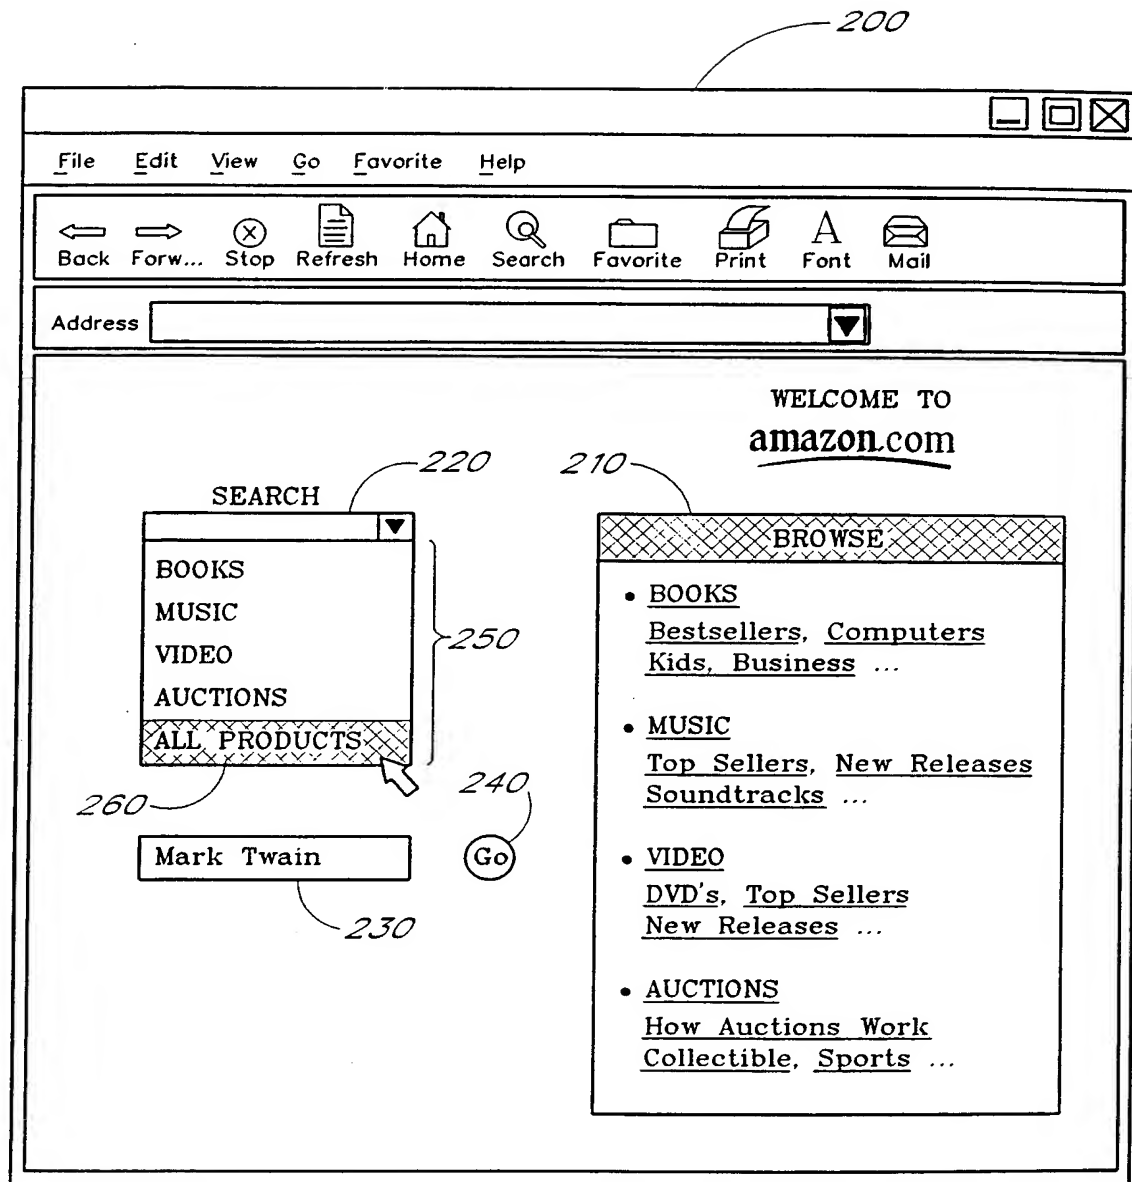 200
File Edit View Go Favorite Help
Back Forw... Stop Refresh Home Search Favorite Print Font Mail
Address
WELCOME TO
amazon.com
220
210
SEARCH
BOOKS
MUSIC
VIDEO
AUCTIONS
ALL PRODUCTS
250
260
240
Mark Twain
Go
230
BROWSE
• BOOKS
Bestsellers, Computers
Kids, Business ...
• MUSIC
Top Sellers, New Releases
Soundtracks ...
• VIDEO
DVD's, Top Sellers
New Releases ...
• AUCTIONS
How Auctions Work
Collectible, Sports ...